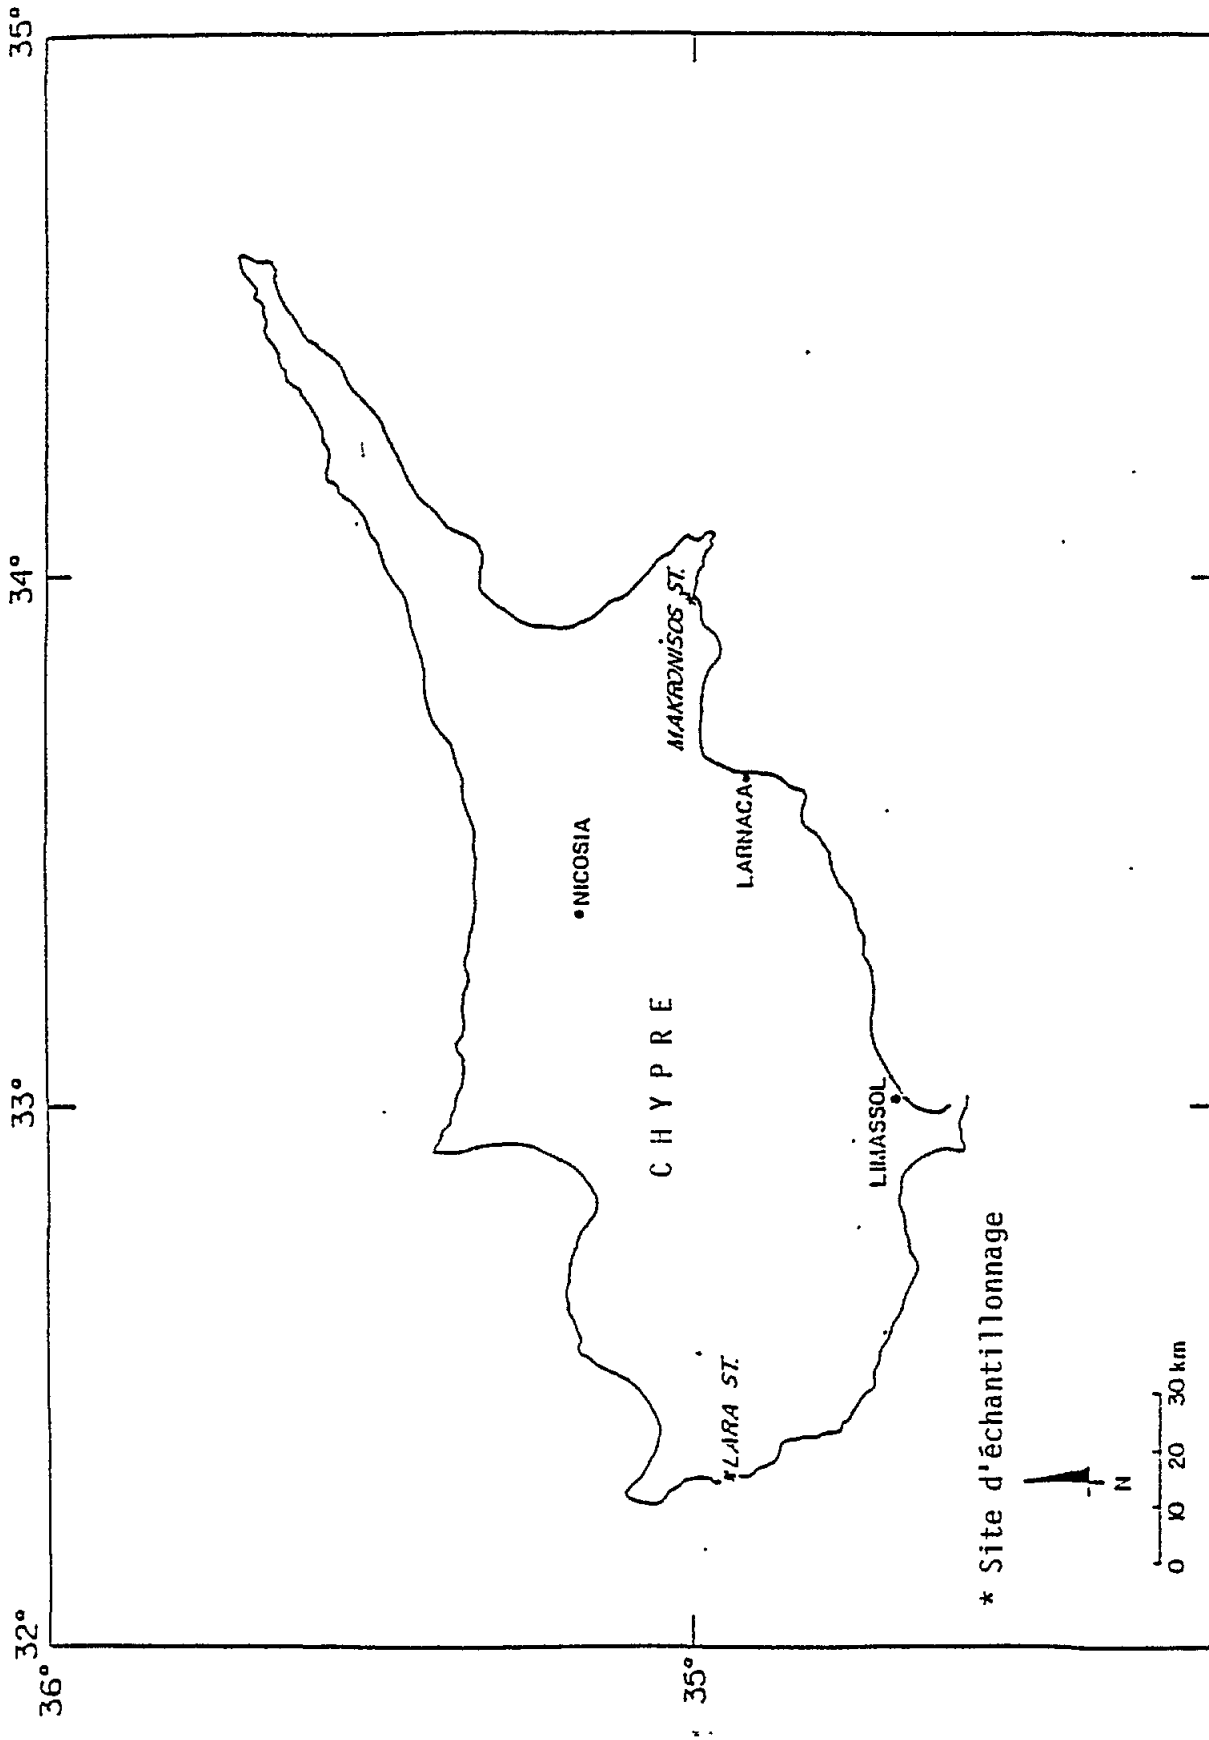 36°
35°
32°
33°
34°
35°
CHYPRE
•NICOSIA
LARNACA
LIMASSOL
MAKRONISOS ST.
*LARA ST.
* Site d'échantillonnage
N
0 10 20 30 km